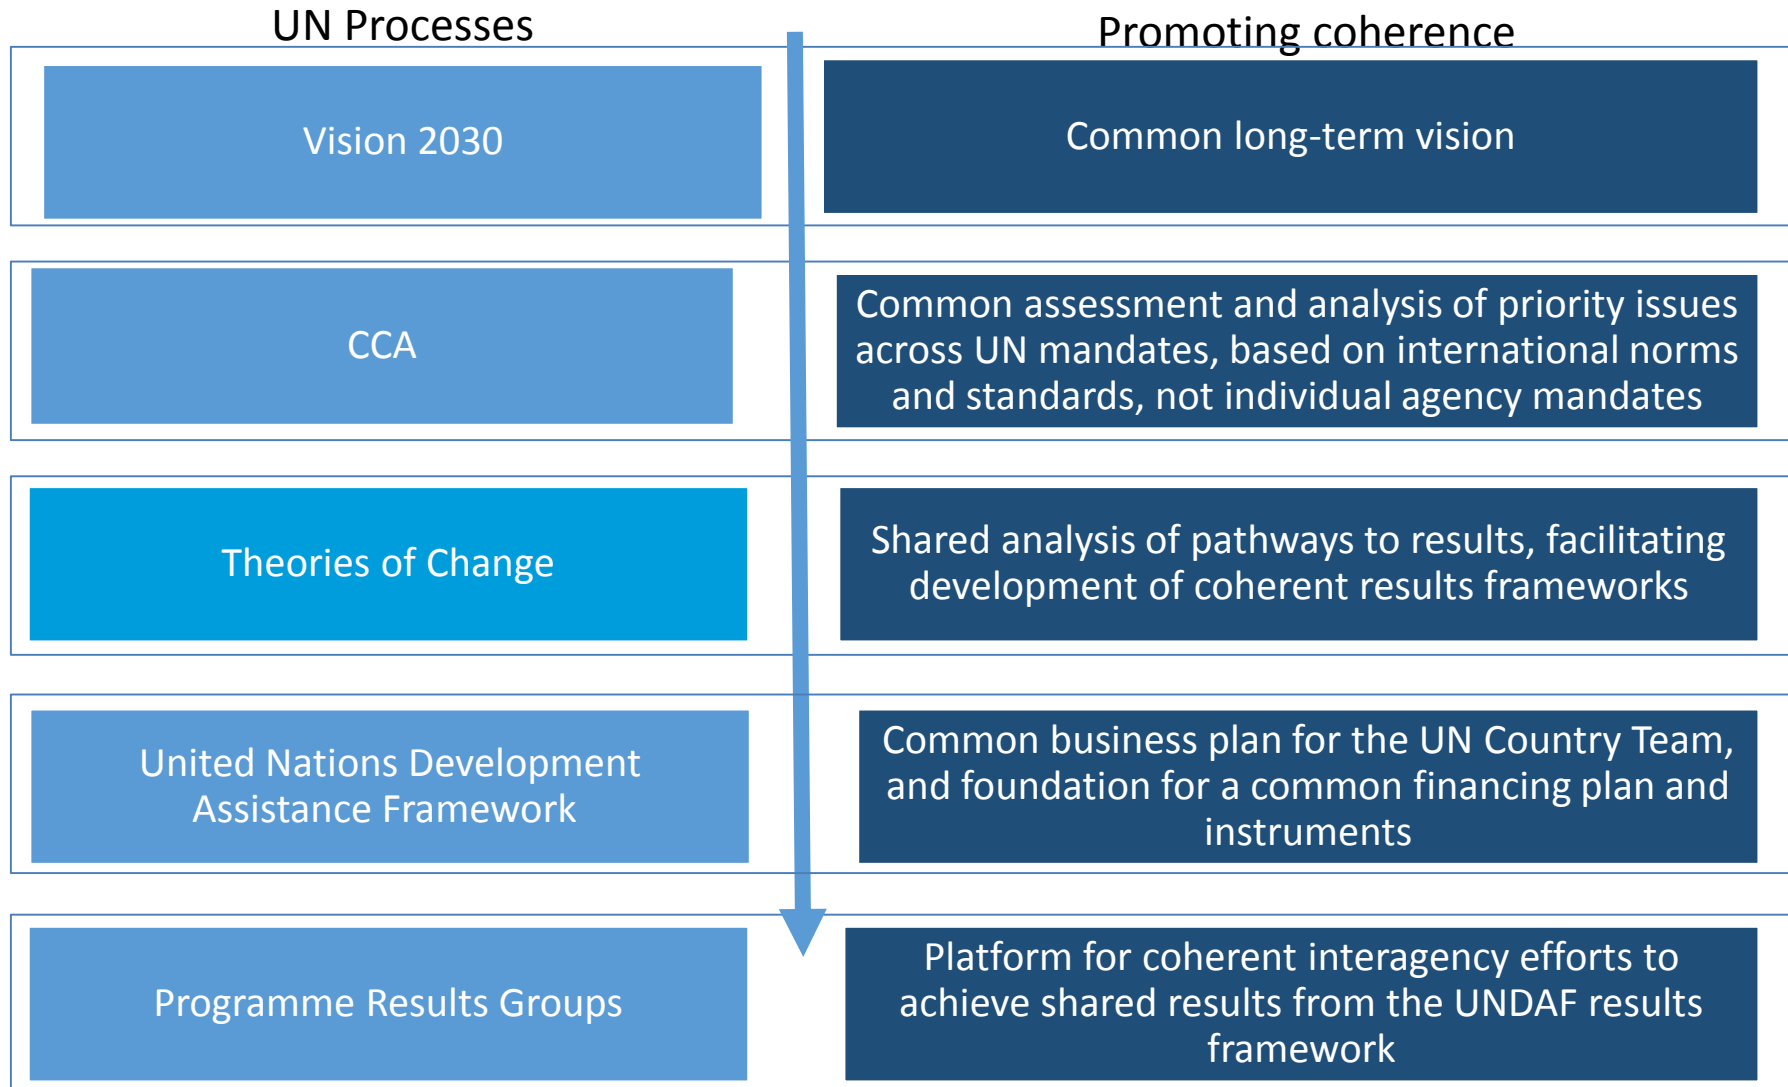 UN Processes
Promoting coherence
Vision 2030
Common long-term vision
CCA
Common assessment and analysis of priority issues
across UN mandates, based on international norms
and standards, not individual agency mandates
Theories of Change
Shared analysis of pathways to results, facilitating
development of coherent results frameworks
United Nations Development
Assistance Framework
Common business plan for the UN Country Team,
and foundation for a common financing plan and
instruments
Programme Results Groups
Platform for coherent interagency efforts to
achieve shared results from the UNDAF results
framework